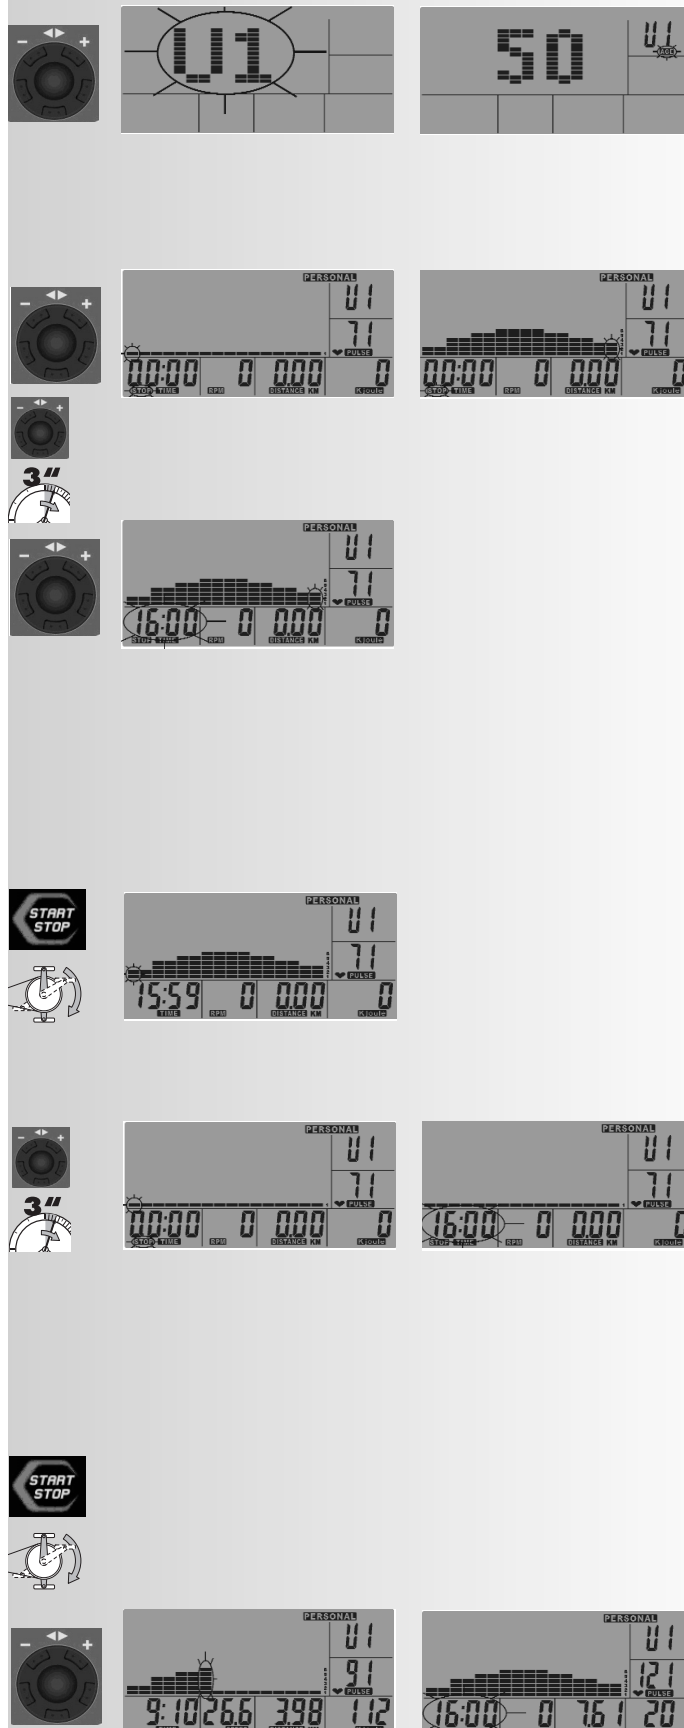 − ◀▶ +
U1
50
U1
AGE
− ◀▶ +
PERSONAL
U1
71
PULSE
00:00 0 0.00 0
STOP TIME RPM DISTANCE KM Kjoule
PERSONAL
U1
71
PULSE
00:00 0 0.00 0
STOP TIME RPM DISTANCE KM Kjoule
− ◀▶ +
3"
− ◀▶ +
PERSONAL
U1
71
PULSE
16:00 0 0.00 0
STOP TIME RPM DISTANCE KM Kjoule
START
STOP
PERSONAL
U1
71
PULSE
15:59 0 0.00 0
TIME RPM DISTANCE KM Kjoule
− ◀▶ +
3"
PERSONAL
U1
71
PULSE
00:00 0 0.00 0
STOP TIME RPM DISTANCE KM Kjoule
PERSONAL
U1
71
PULSE
16:00 0 0.00 0
STOP TIME RPM DISTANCE KM Kjoule
START
STOP
− ◀▶ +
PERSONAL
U1
91
PULSE
9:10 26.6 3.98 112
PERSONAL
U1
121
PULSE
16:00 0 7.61 20